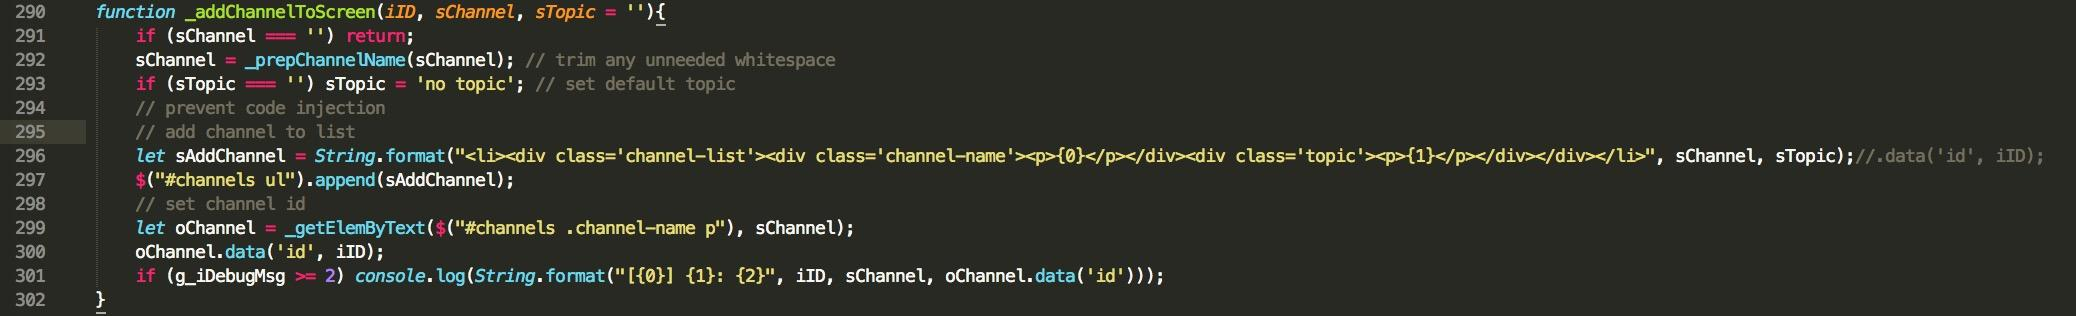 290 function _addChannelToScreen(iID, sChannel, sTopic = ''){
291 if (sChannel === '') return;
292 sChannel = _prepChannelName(sChannel); // trim any unneeded whitespace
293 if (sTopic === '') sTopic = 'no topic'; // set default topic
294 // prevent code injection
295 // add channel to list
296 let sAddChannel = String.format("<li><div class='channel-list'><div class='channel-name'><p>{0}</p></div><div class='topic'><p>{1}</p></div></div></li>", sChannel, sTopic);//.data('id', iID);
297 $("#channels ul").append(sAddChannel);
298 // set channel id
299 let oChannel = _getElemByText($("#channels .channel-name p"), sChannel);
300 oChannel.data('id', iID);
301 if (g_iDebugMsg >= 2) console.log(String.format("[{0}] {1}: {2}", iID, sChannel, oChannel.data('id')));
302 }